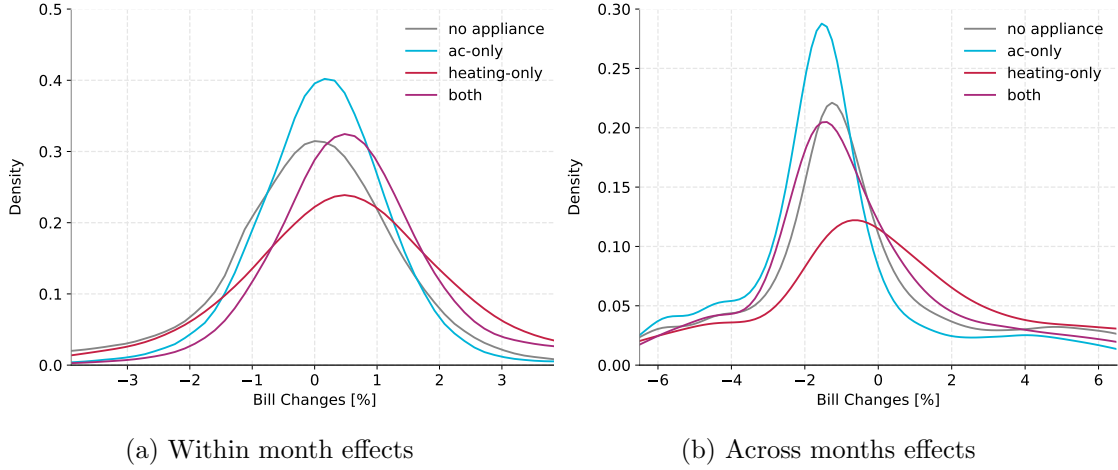 0.5
0.4
0.3
0.2
0.1
0.0
Density
−3 −2 −1 0 1 2 3
Bill Changes [%]
no appliance
ac-only
heating-only
both
(a) Within month effects
0.30
0.25
0.20
0.15
0.10
0.05
0.00
Density
−6 −4 −2 0 2 4 6
Bill Changes [%]
no appliance
ac-only
heating-only
both
(b) Across months effects